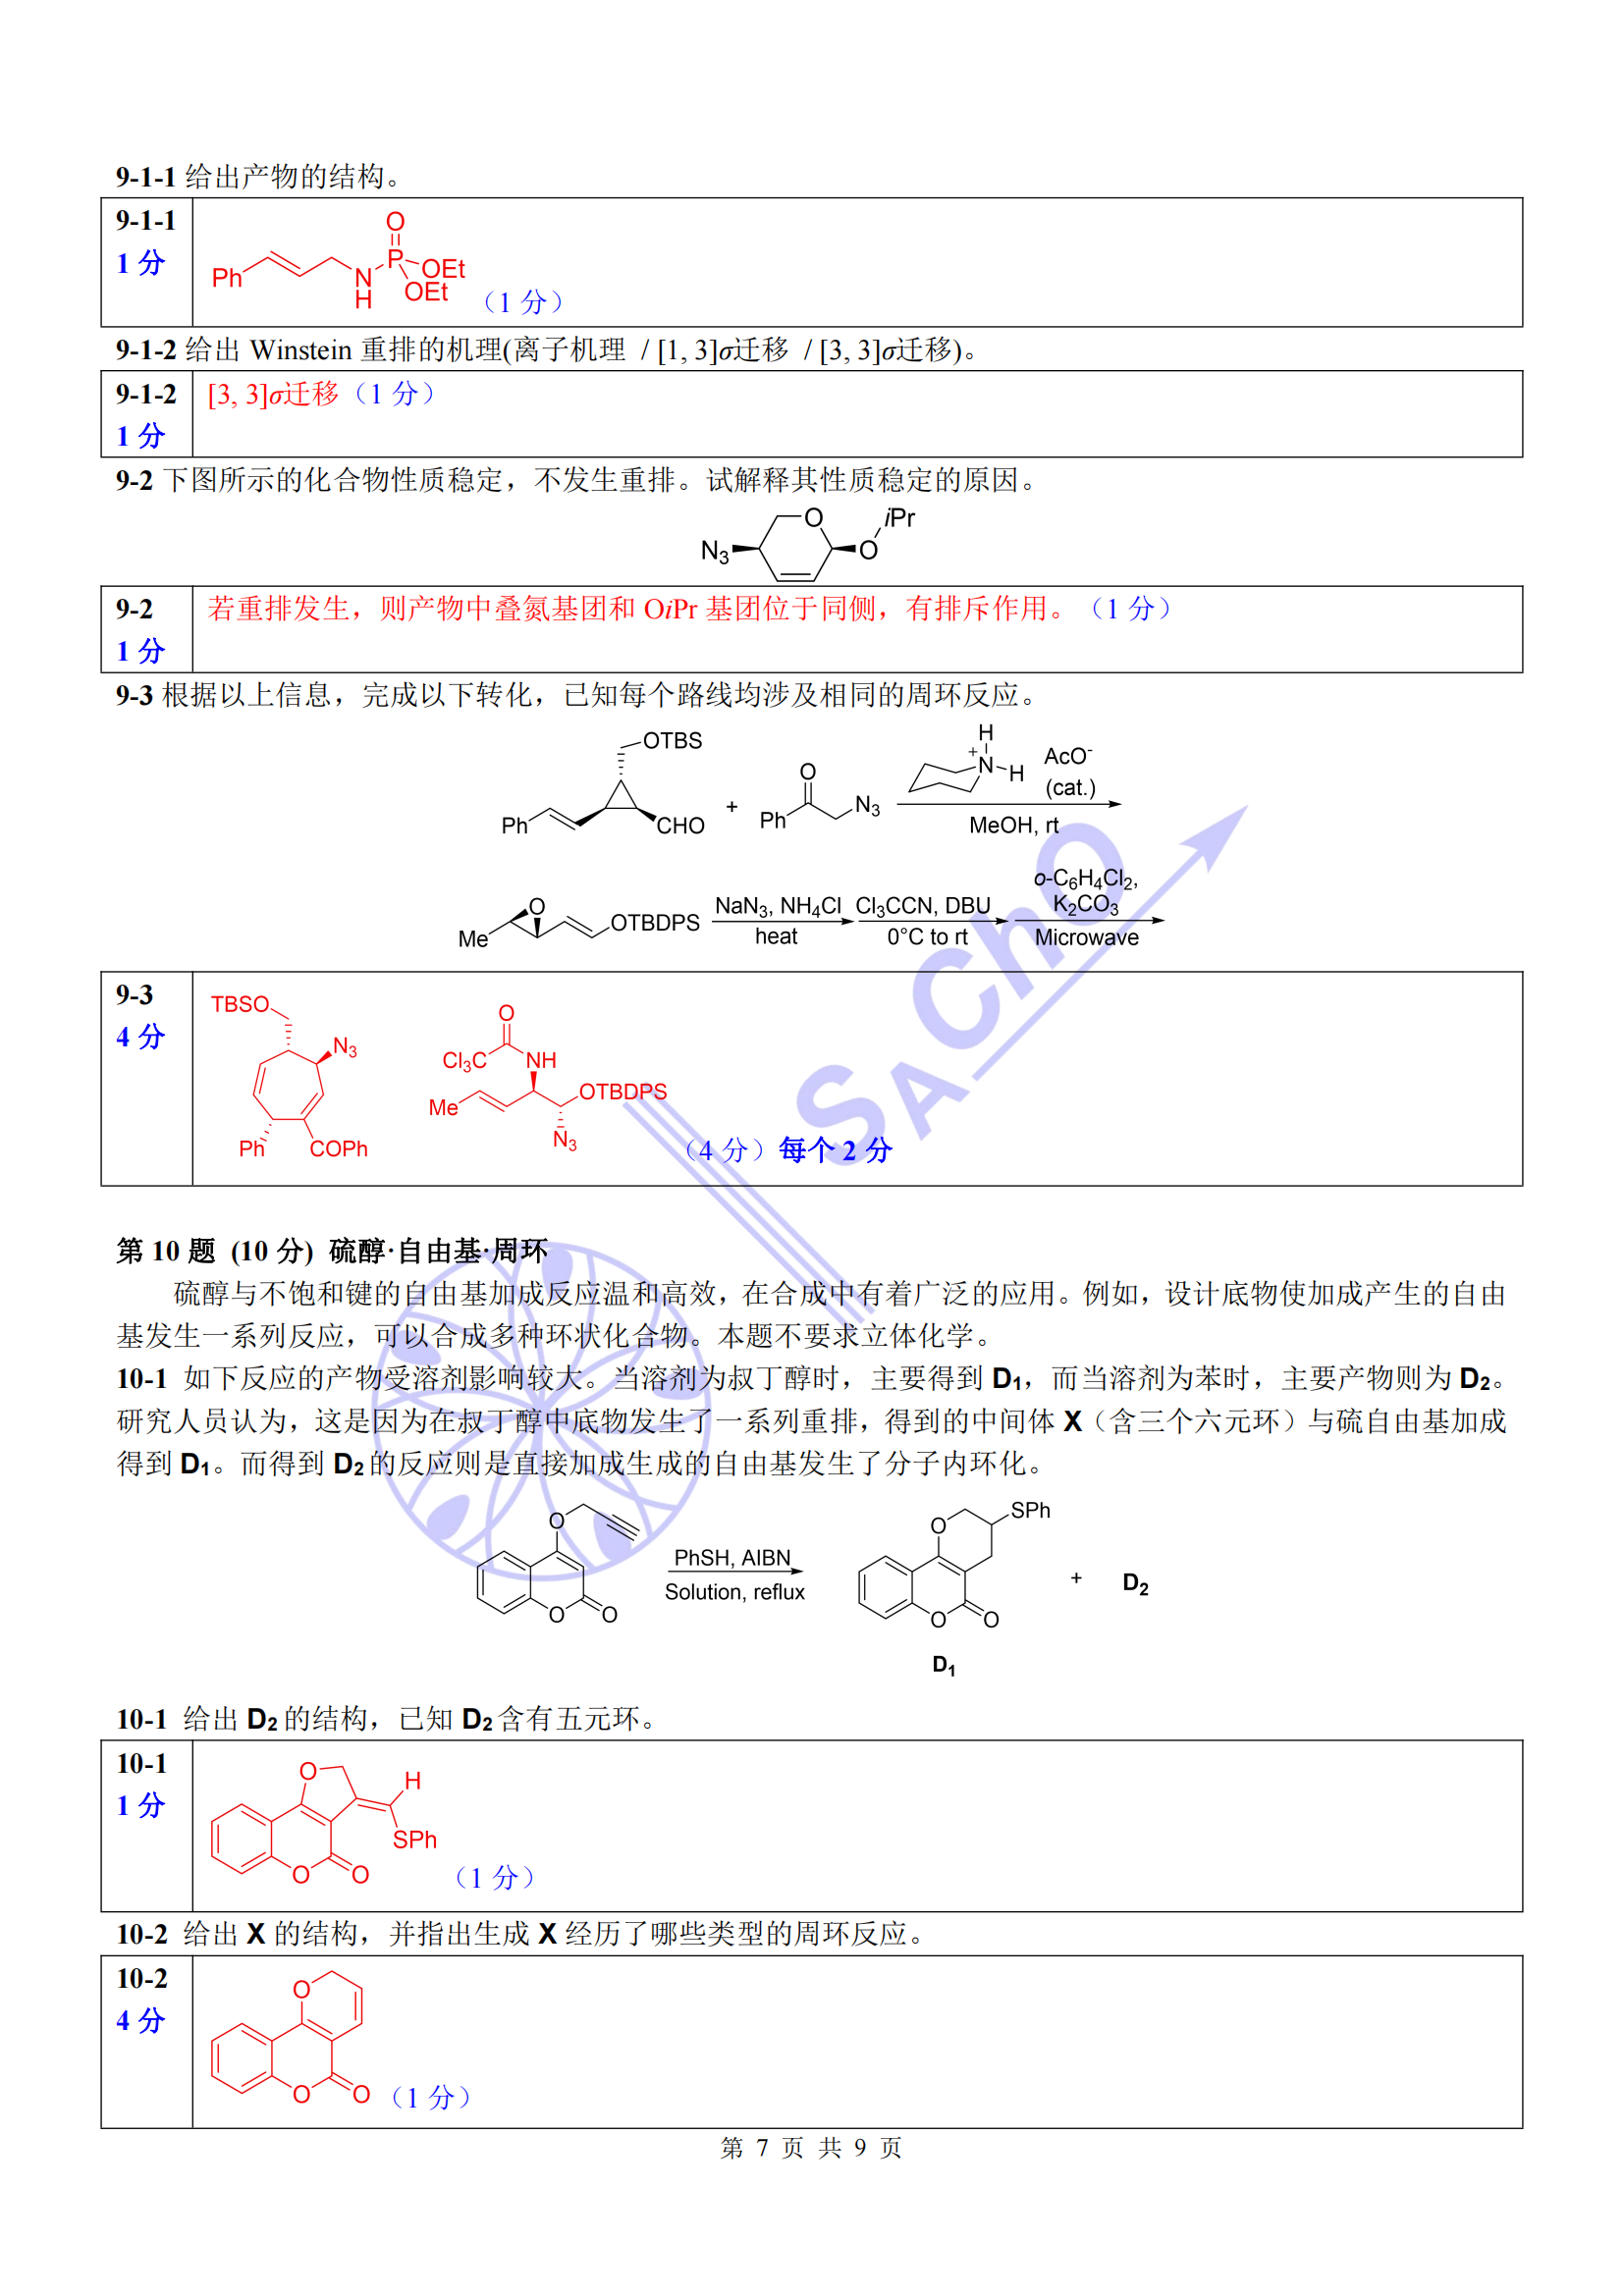 9-1-1 给出产物的结构。
9-1-1
1 分
Ph
N
H
O
P
OEt
OEt
（1 分）
9-1-2 给出 Winstein 重排的机理(离子机理 / [1, 3]σ迁移 / [3, 3]σ迁移)。
9-1-2
1 分
[3, 3]σ迁移（1 分）
9-2 下图所示的化合物性质稳定，不发生重排。试解释其性质稳定的原因。
N3
O
O
iPr
9-2
1 分
若重排发生，则产物中叠氮基团和 OiPr 基团位于同侧，有排斥作用。（1 分）
9-3 根据以上信息，完成以下转化，已知每个路线均涉及相同的周环反应。
OTBS
Ph
CHO
+
O
Ph
N3
H
+
N
H
AcO-
(cat.)
MeOH, rt
Me
O
OTBDPS
NaN3, NH4Cl
heat
Cl3CCN, DBU
0°C to rt
o-C6H4Cl2,
K2CO3
Microwave
9-3
4 分
TBSO
N3
Ph
COPh
O
Cl3C
NH
Me
OTBDPS
N3
（4 分）每个 2 分
SAChO
第 10 题 (10 分) 硫醇·自由基·周环
硫醇与不饱和键的自由基加成反应温和高效，在合成中有着广泛的应用。例如，设计底物使加成产生的自由
基发生一系列反应，可以合成多种环状化合物。本题不要求立体化学。
10-1 如下反应的产物受溶剂影响较大。当溶剂为叔丁醇时，主要得到 D1，而当溶剂为苯时，主要产物则为 D2。
研究人员认为，这是因为在叔丁醇中底物发生了一系列重排，得到的中间体 X（含三个六元环）与硫自由基加成
得到 D1。而得到 D2 的反应则是直接加成生成的自由基发生了分子内环化。
O
O
O
PhSH, AIBN
Solution, reflux
O
SPh
O
O
D1
+
D2
10-1 给出 D2 的结构，已知 D2 含有五元环。
10-1
1 分
O
H
SPh
O
O
（1 分）
10-2 给出 X 的结构，并指出生成 X 经历了哪些类型的周环反应。
10-2
4 分
O
O
O
（1 分）
第 7 页 共 9 页